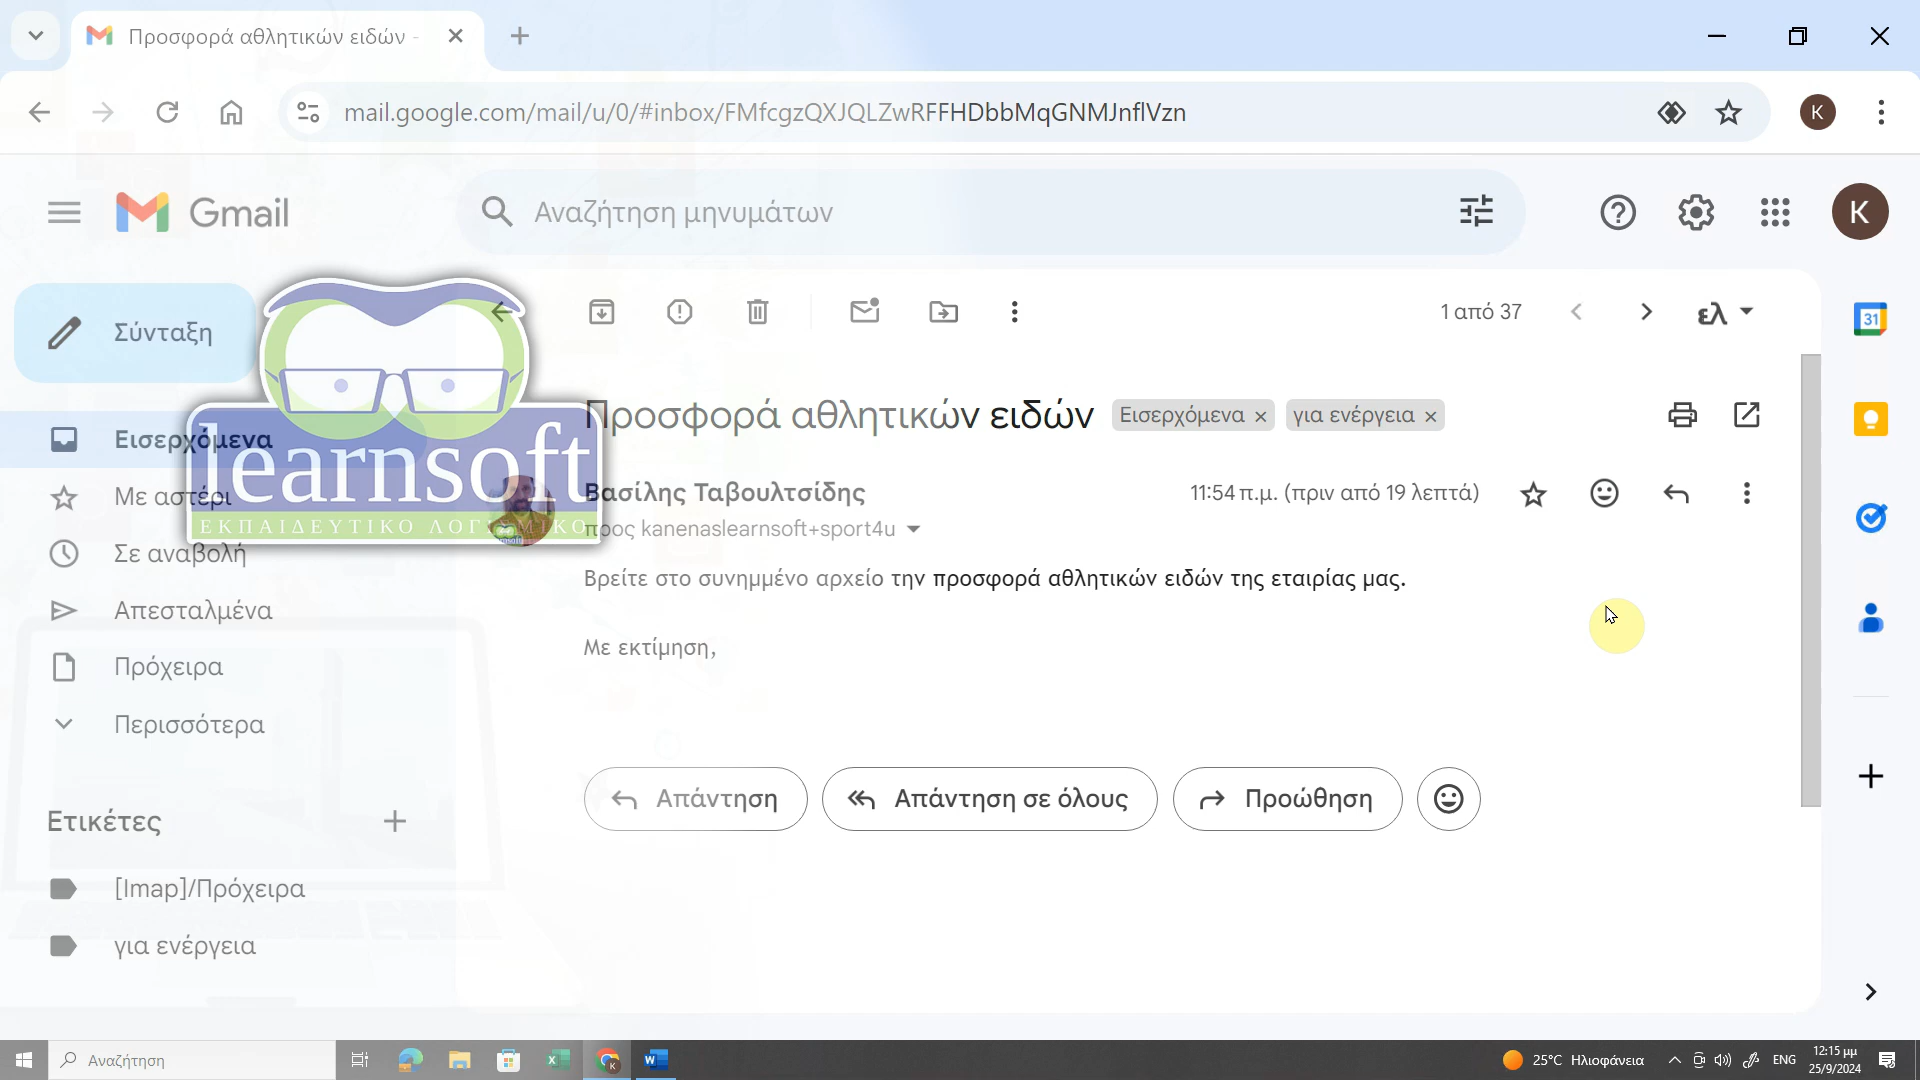 Προσφορά αθλητικών ειδών -
mail.google.com/mail/u/0/#inbox/FMfcgzQXJQLZwRFFHDbbMqGNMJnflVzn
K
Gmail
Αναζήτηση μηνυμάτων
K
Σύνταξη
1 από 37
ελ
31
Προσφορά αθλητικών ειδών
Εισερχόμενα ×
για ενέργεια ×
Εισερχόμενα
learnsoft
ΕΚΠΑΙΔΕΥΤΙΚΟ ΛΟΓΙΣΜΙΚΟ
Βασίλης Ταβουλτσίδης
11:54 π.μ. (πριν από 19 λεπτά)
Με αστέρι
προς kanenaslearnsoft+sport4u
Σε αναβολή
Βρείτε στο συνημμένο αρχείο την προσφορά αθλητικών ειδών της εταιρίας μας.
Απεσταλμένα
Με εκτίμηση,
Πρόχειρα
Περισσότερα
Απάντηση
Απάντηση σε όλους
Προώθηση
Ετικέτες
[Imap]/Πρόχειρα
για ενέργεια
Αναζήτηση
25°C Ηλιοφάνεια
ENG
12:15 μμ
25/9/2024